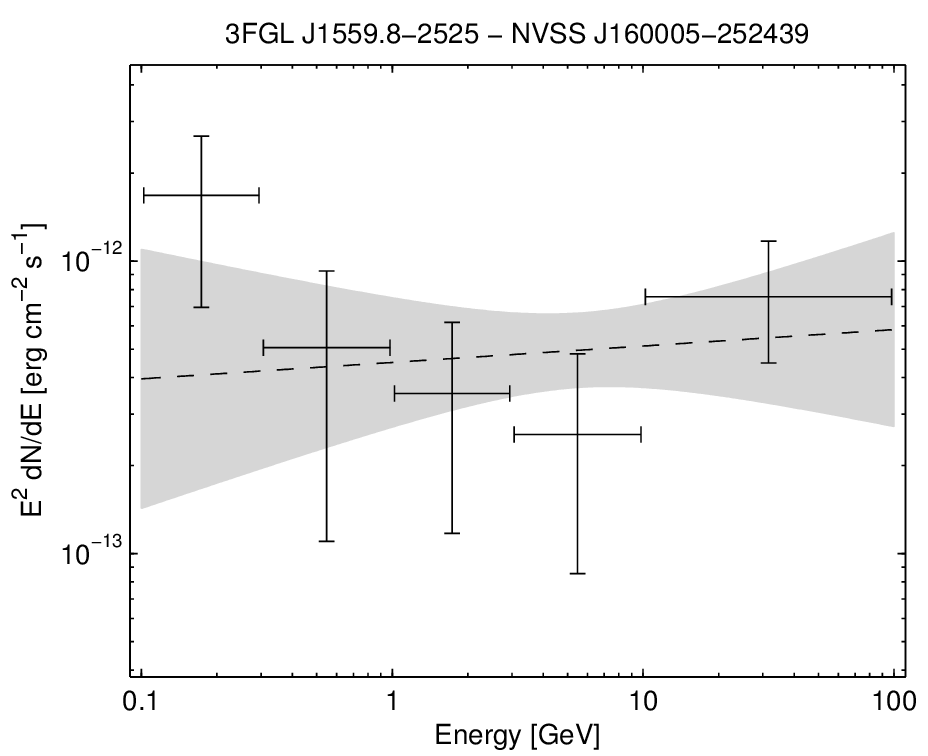 3FGL J1559.8−2525 − NVSS J160005−252439
E² dN/dE [erg cm⁻² s⁻¹]
10⁻¹²
10⁻¹³
0.1 1 10 100
Energy [GeV]